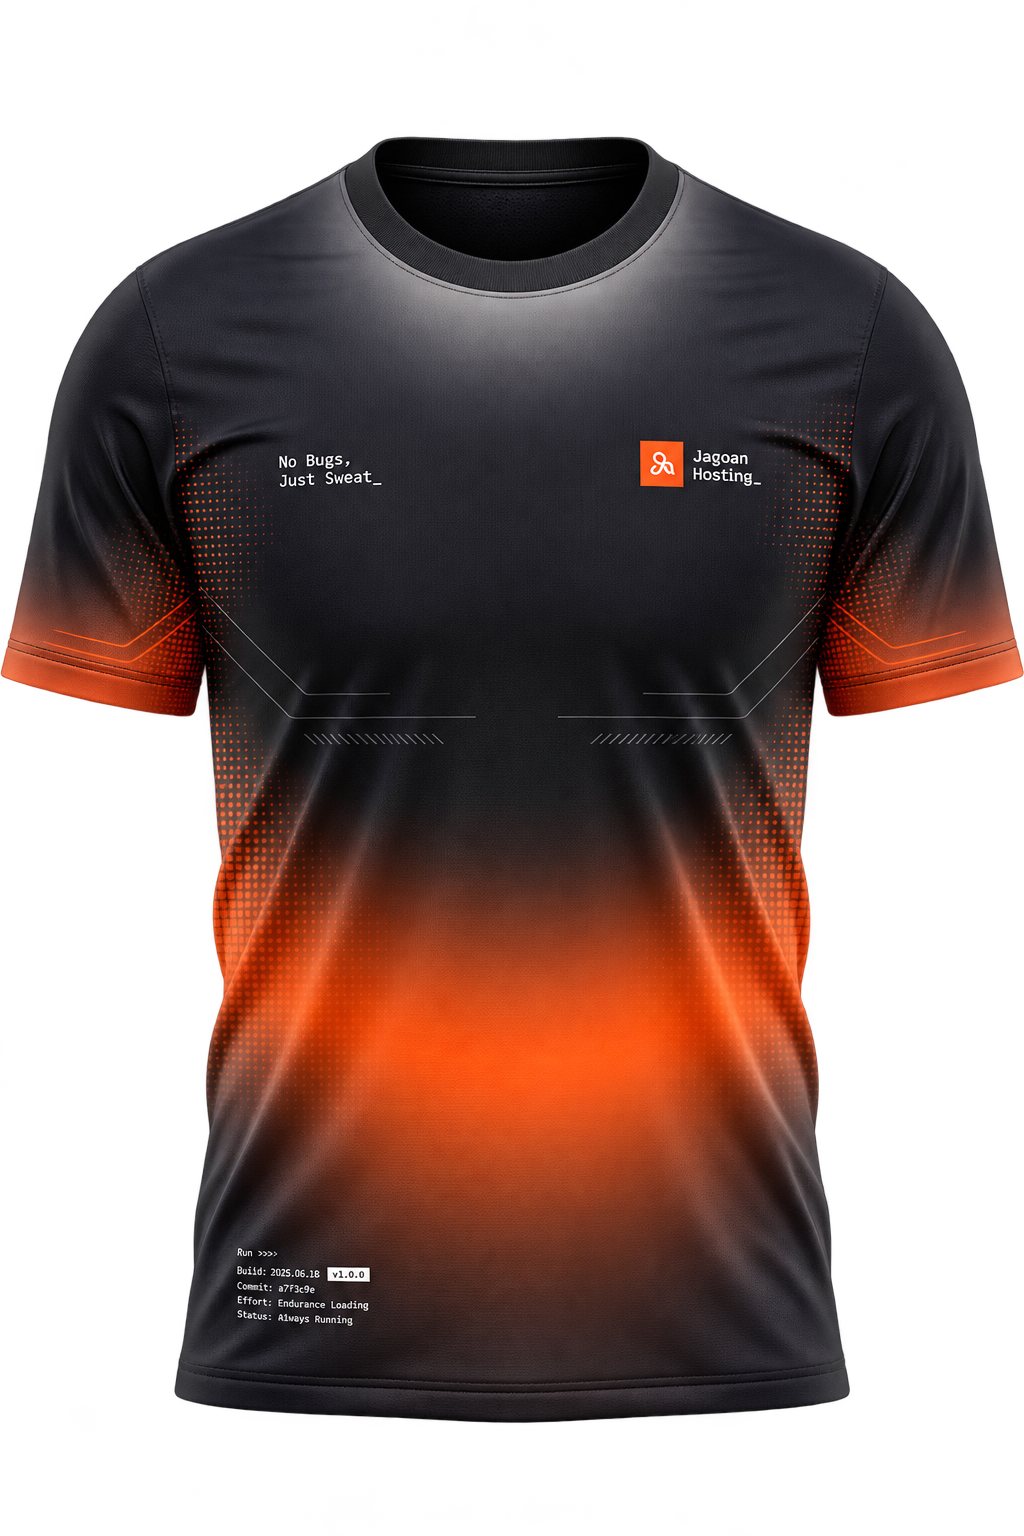 No Bugs,
Just Sweat_
Jagoan
Hosting_
Run >>>>
Build: 2025.06.18 v1.0.0
Commit: a7f3c9e
Effort: Endurance Loading
Status: Always Running